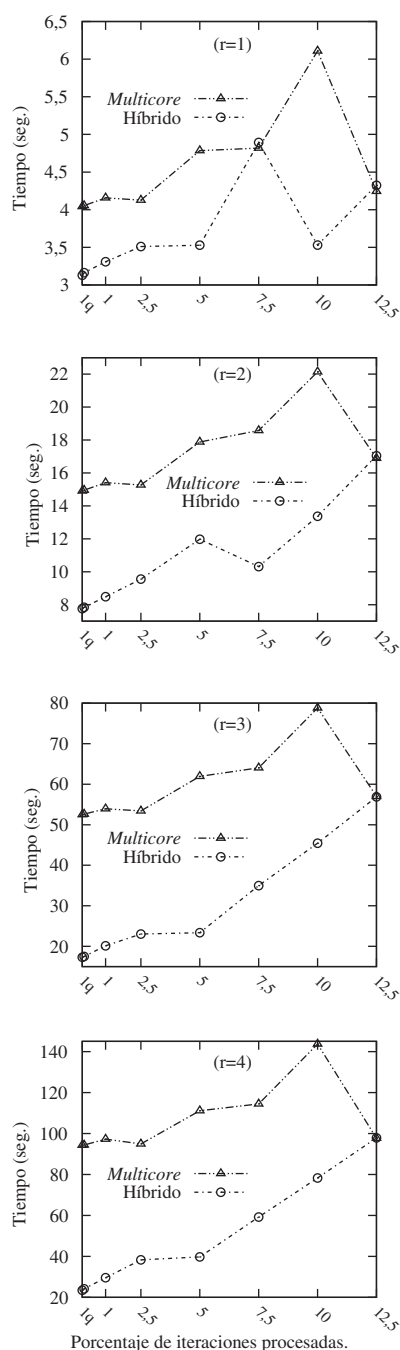 6,5
6
5,5
5
4,5
4
3,5
3
Tiempo (seg.)
(r=1)
Multicore
Híbrido
1q
1
2,5
5
7,5
10
12,5
22
20
18
16
14
12
10
8
Tiempo (seg.)
(r=2)
Multicore
Híbrido
1q
1
2,5
5
7,5
10
12,5
80
70
60
50
40
30
20
Tiempo (seg.)
(r=3)
Multicore
Híbrido
1q
1
2,5
5
7,5
10
12,5
140
120
100
80
60
40
20
Tiempo (seg.)
(r=4)
Multicore
Híbrido
1q
1
2,5
5
7,5
10
12,5
Porcentaje de iteraciones procesadas.